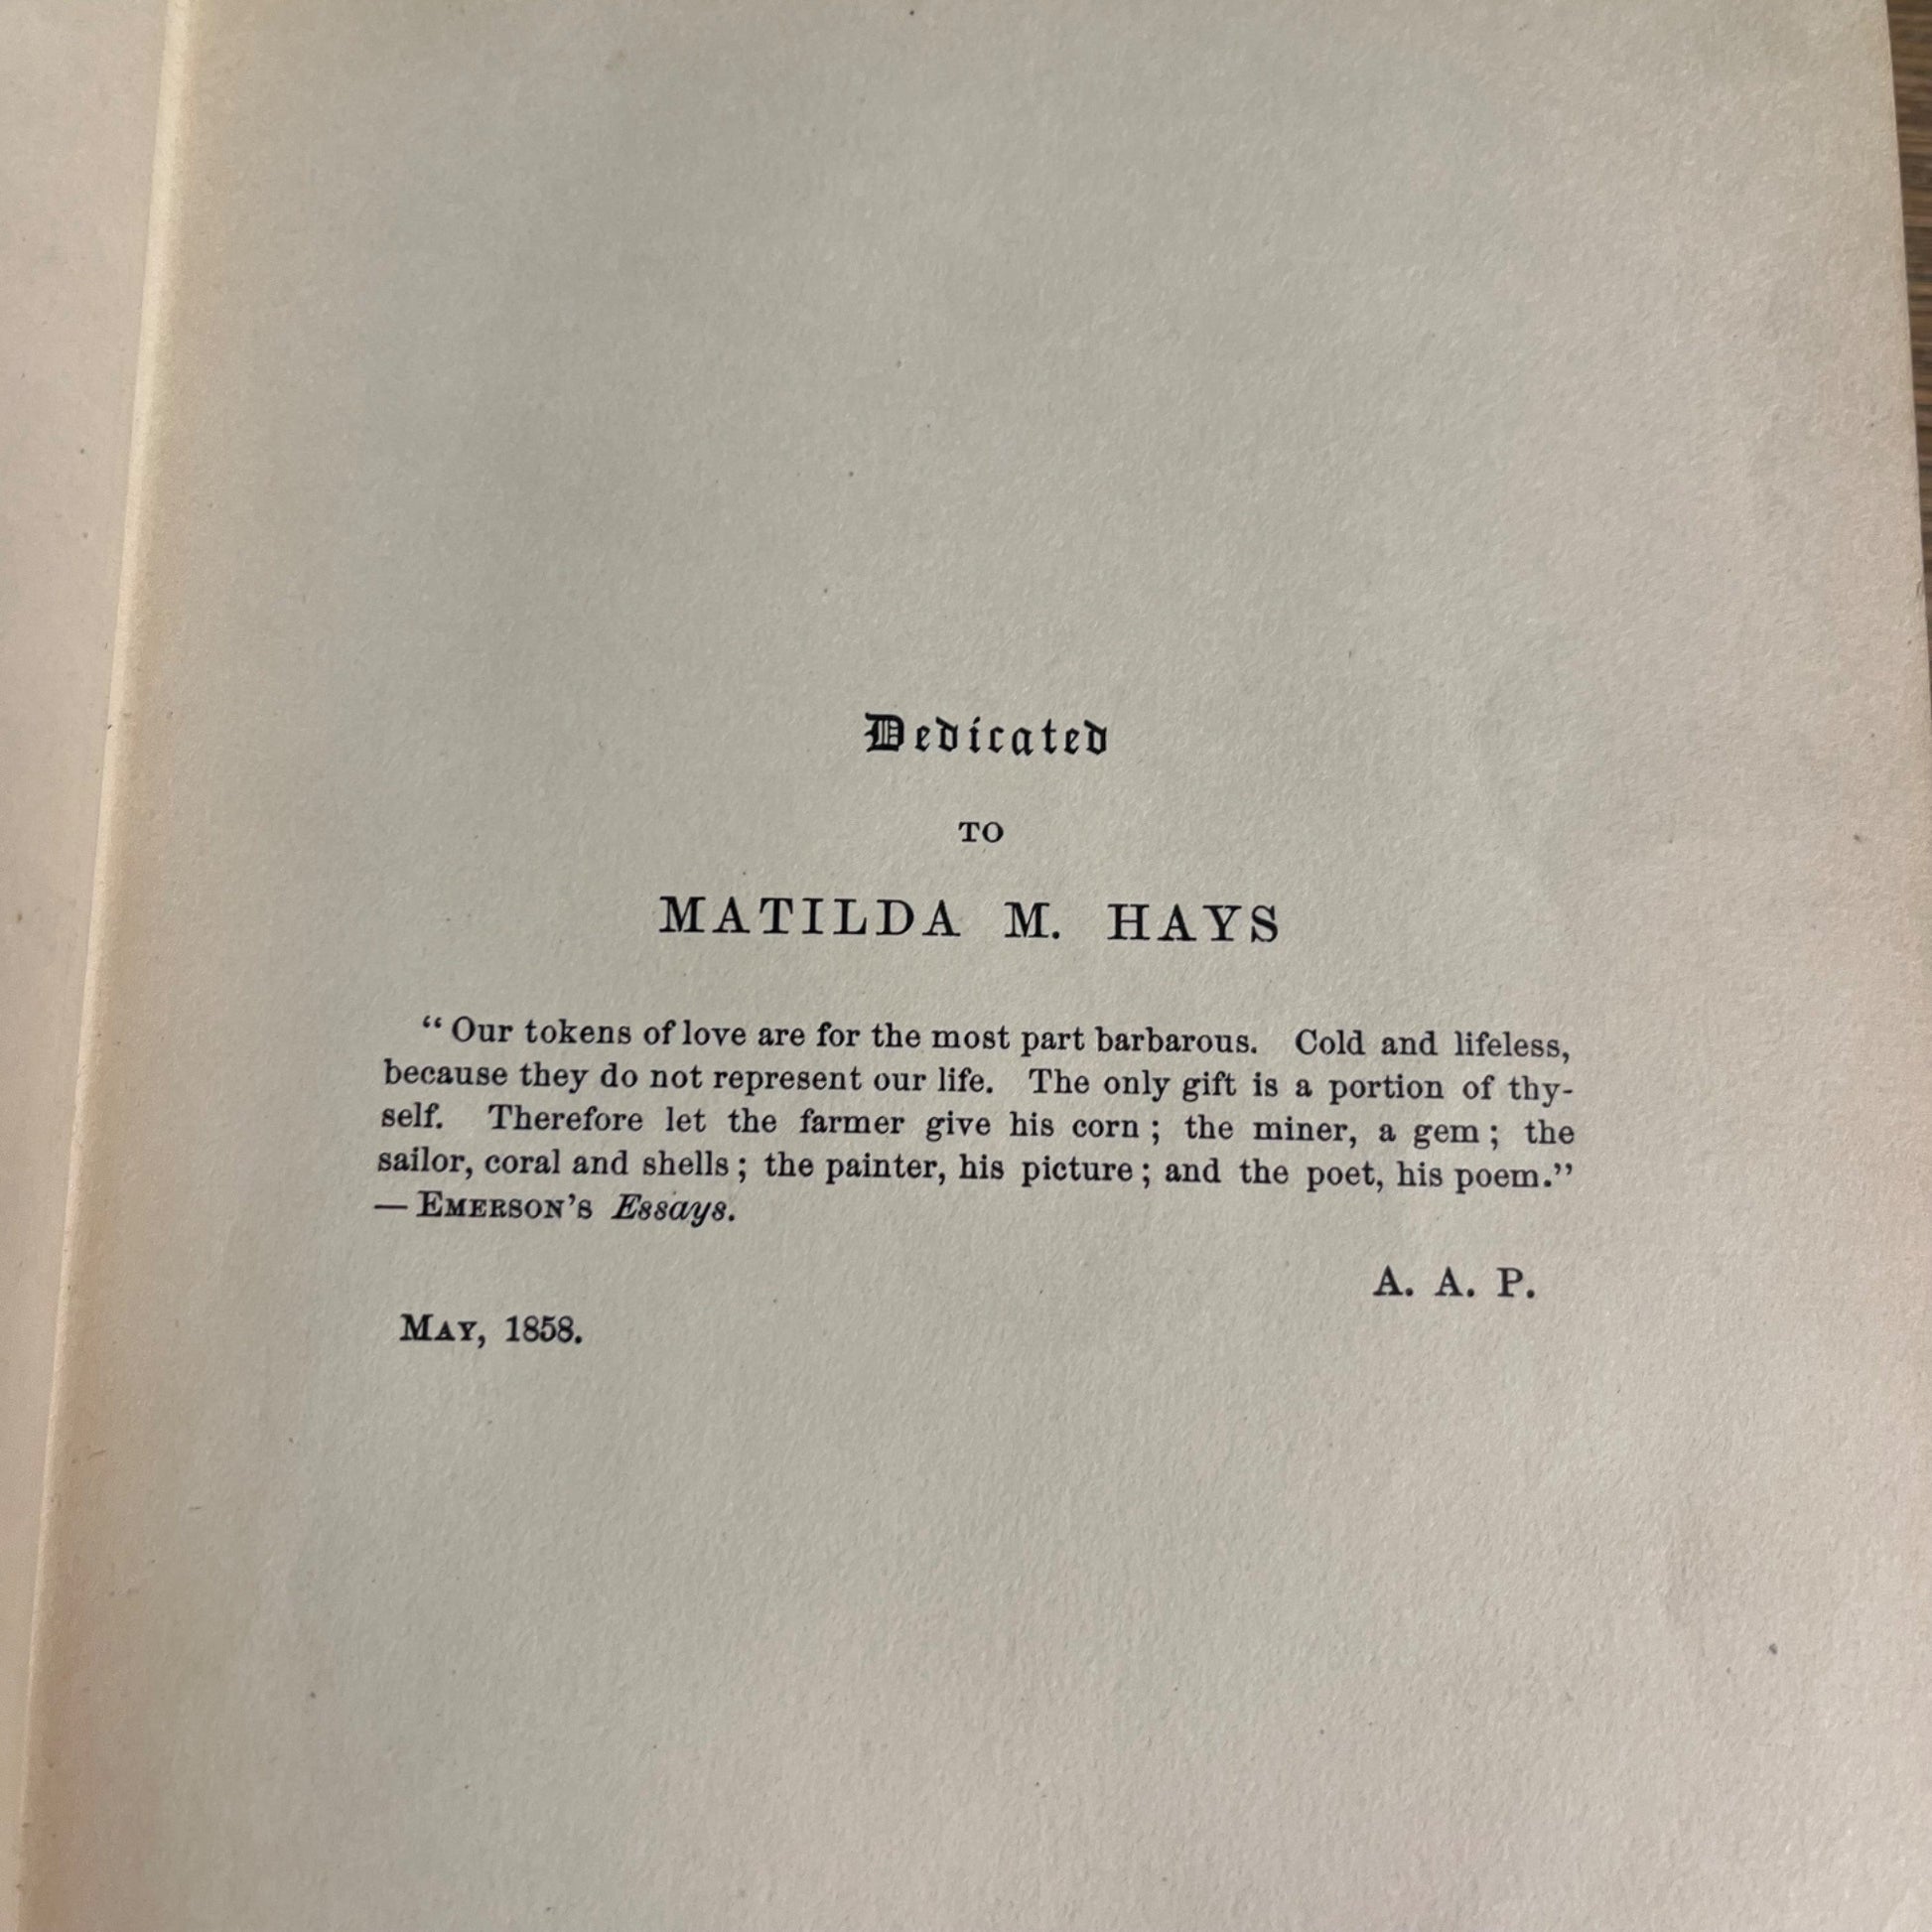 Dedicated
TO
MATILDA M. HAYS
“Our tokens of love are for the most part barbarous. Cold and lifeless,
because they do not represent our life. The only gift is a portion of thy-
self. Therefore let the farmer give his corn; the miner, a gem; the
sailor, coral and shells; the painter, his picture; and the poet, his poem.”
— EMERSON’S Essays.
A. A. P.
MAY, 1858.